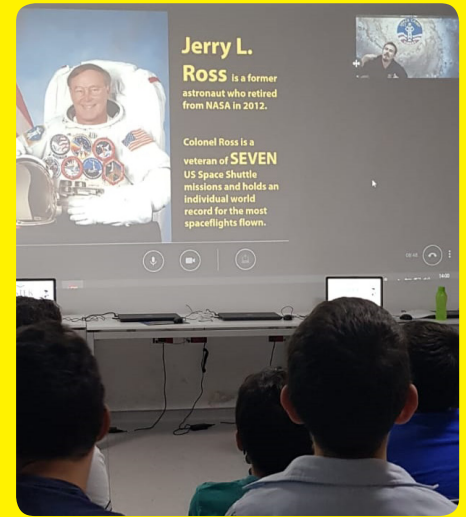 Jerry L.
Ross is a former
astronaut who retired
from NASA in 2012.
Colonel Ross is a
veteran of SEVEN
US Space Shuttle
missions and holds an
individual world
record for the most
spaceflights flown.